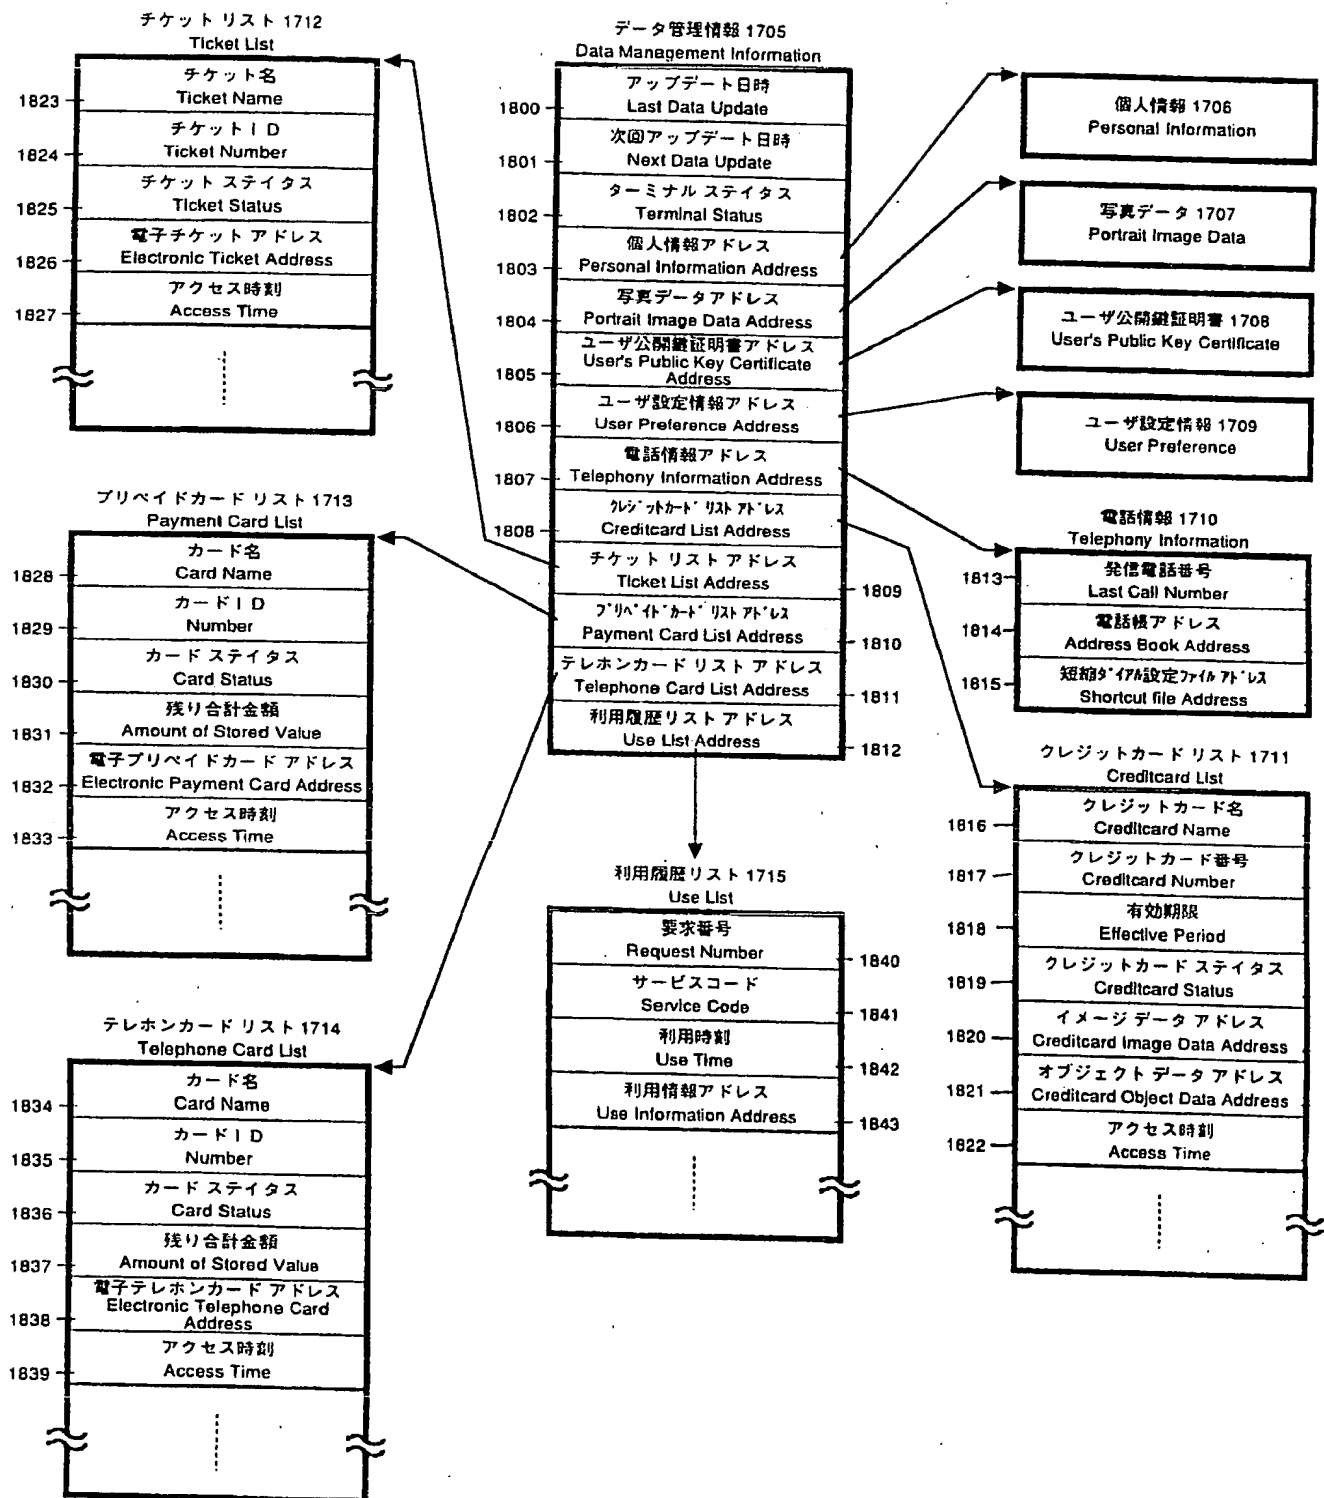 チケット リスト 1712
Ticket List
チケット名
Ticket Name
1823
チケットID
Ticket Number
1824
チケット ステイタス
Ticket Status
1825
電子チケット アドレス
Electronic Ticket Address
1826
アクセス時刻
Access Time
1827
プリペイドカード リスト 1713
Payment Card List
カード名
Card Name
1828
カードID
Number
1829
カード ステイタス
Card Status
1830
残り合計金額
Amount of Stored Value
1831
電子プリペイドカード アドレス
Electronic Payment Card Address
1832
アクセス時刻
Access Time
1833
テレホンカード リスト 1714
Telephone Card List
カード名
Card Name
1834
カードID
Number
1835
カード ステイタス
Card Status
1836
残り合計金額
Amount of Stored Value
1837
電子テレホンカード アドレス
Electronic Telephone Card
Address
1838
アクセス時刻
Access Time
1839
データ管理情報 1705
Data Management Information
アップデート日時
Last Data Update
1800
次回アップデート日時
Next Data Update
1801
ターミナル ステイタス
Terminal Status
1802
個人情報アドレス
Personal Information Address
1803
写真データアドレス
Portrait Image Data Address
1804
ユーザ公開鍵証明書アドレス
User's Public Key Certificate
Address
1805
ユーザ設定情報アドレス
User Preference Address
1806
電話情報アドレス
Telephony Information Address
1807
クレジットカード リスト アドレス
Creditcard List Address
1808
チケット リスト アドレス
Ticket List Address
1809
プリペイドカード リスト アドレス
Payment Card List Address
1810
テレホンカード リスト アドレス
Telephone Card List Address
1811
利用履歴リスト アドレス
Use List Address
1812
利用履歴リスト 1715
Use List
要求番号
Request Number
1840
サービスコード
Service Code
1841
利用時刻
Use Time
1842
利用情報アドレス
Use Information Address
1843
個人情報 1706
Personal Information
写真データ 1707
Portrait Image Data
ユーザ公開鍵証明書 1708
User's Public Key Certificate
ユーザ設定情報 1709
User Preference
電話情報 1710
Telephony Information
発信電話番号
Last Call Number
1813
電話帳アドレス
Address Book Address
1814
短縮ダイアル設定ファイル アドレス
Shortcut file Address
1815
クレジットカード リスト 1711
Creditcard List
クレジットカード名
Creditcard Name
1816
クレジットカード番号
Creditcard Number
1817
有効期限
Effective Period
1818
クレジットカード ステイタス
Creditcard Status
1819
イメージ データ アドレス
Creditcard Image Data Address
1820
オブジェクト データ アドレス
Creditcard Object Data Address
1821
アクセス時刻
Access Time
1822